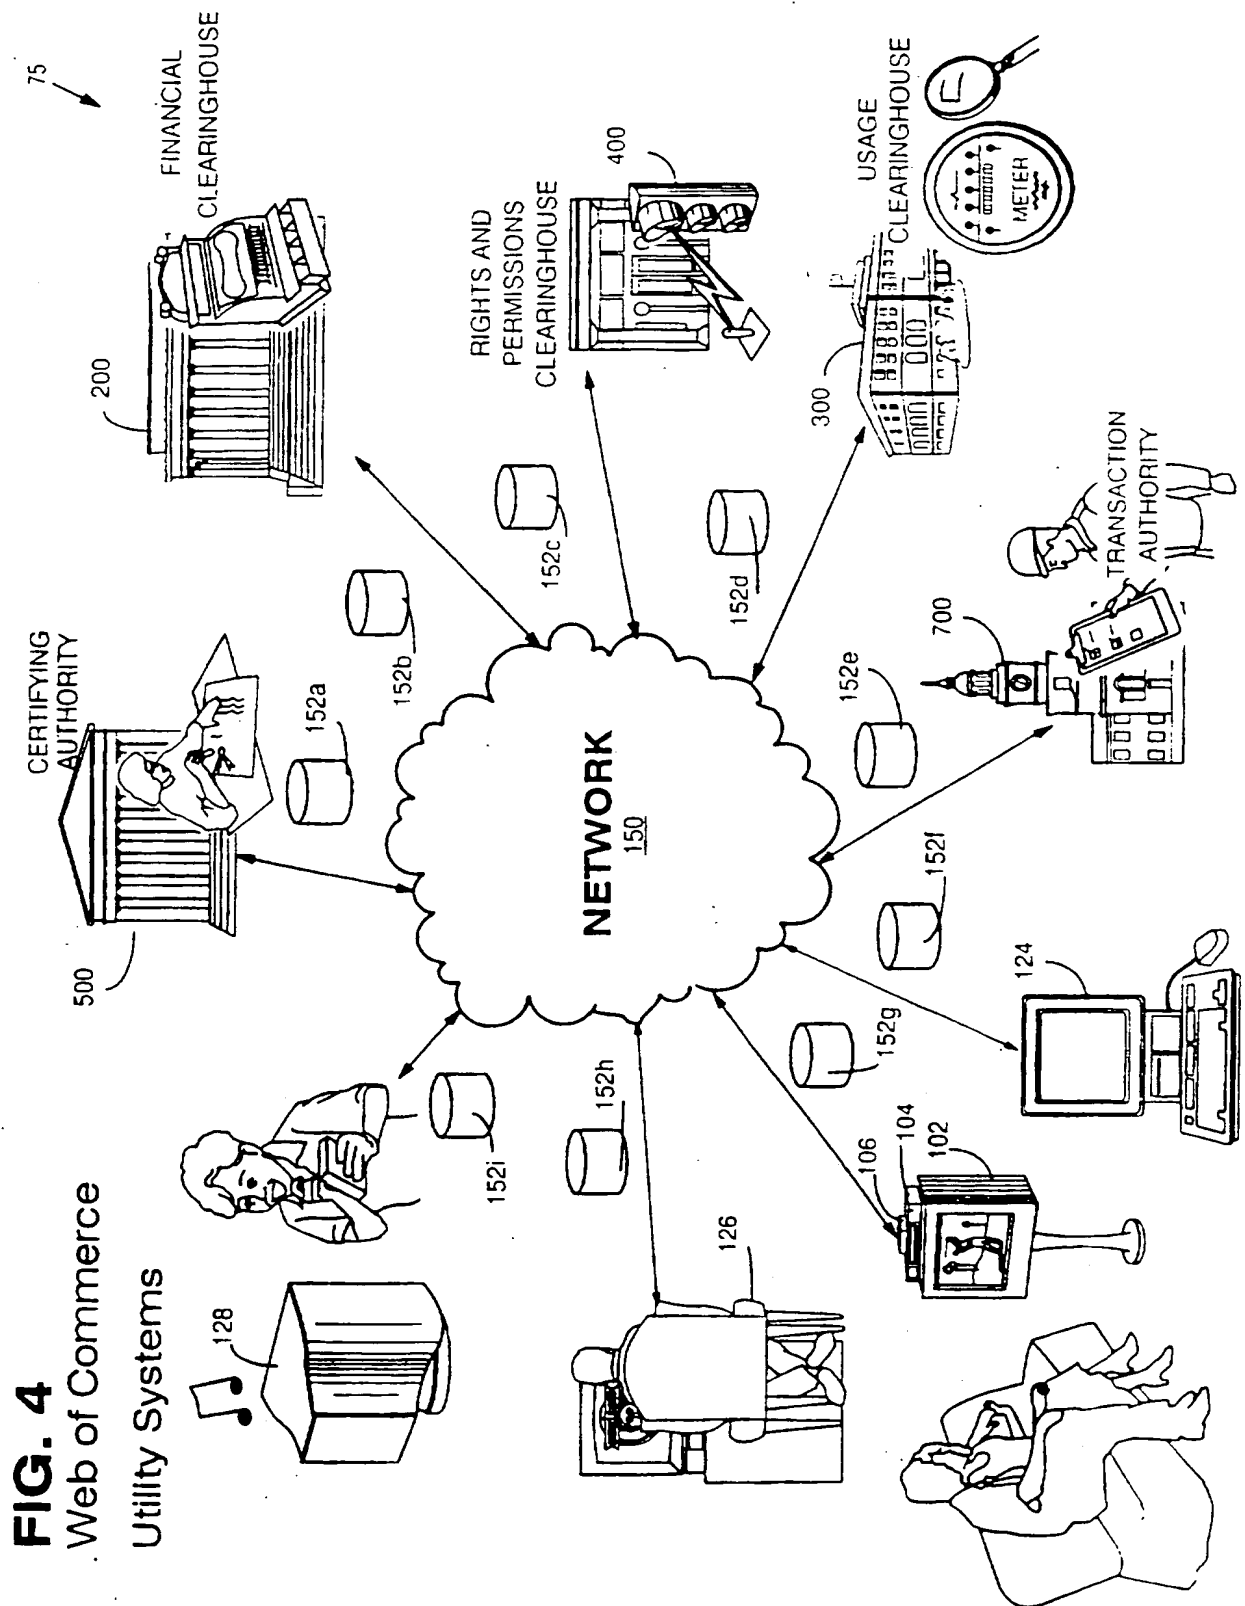 FIG. 4
Web of Commerce
Utility Systems
75
CERTIFYING
AUTHORITY
500
FINANCIAL
CLEARINGHOUSE
200
RIGHTS AND
PERMISSIONS
CLEARINGHOUSE
400
USAGE
CLEARINGHOUSE
300
METER
TRANSACTION
AUTHORITY
700
NETWORK
150
152a
152b
152c
152d
152e
152f
152g
152h
152i
124
106
104
102
126
128